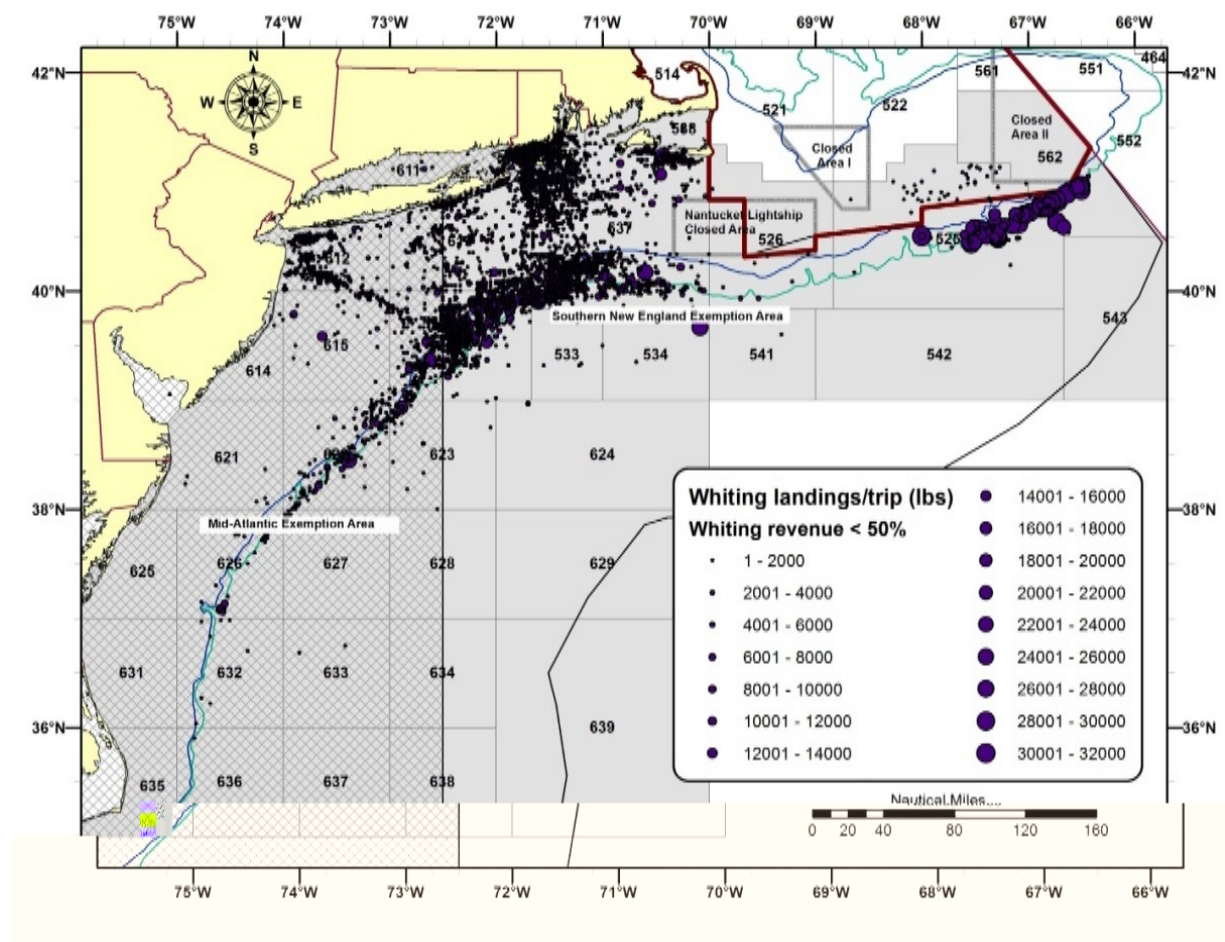 75°W 74°W 73°W 72°W 71°W 70°W 69°W 68°W 67°W 66°W
N
W E
S
42°N
42°N
514
561
551
464
521
522
552
Closed
Area II
562
Closed
Area I
611
Nantucket Lightship
Closed Area
526
40°N
40°N
Southern New England Exemption Area
615
614
533
534
541
542
543
621
623
624
38°N
38°N
Mid-Atlantic Exemption Area
625
626
627
628
629
631
632
633
634
36°N
36°N
639
635
636
637
638
Whiting landings/trip (lbs)
Whiting revenue < 50%
1 - 2000
2001 - 4000
4001 - 6000
6001 - 8000
8001 - 10000
10001 - 12000
12001 - 14000
14001 - 16000
16001 - 18000
18001 - 20000
20001 - 22000
22001 - 24000
24001 - 26000
26001 - 28000
28001 - 30000
30001 - 32000
Nautical Miles
0 20 40 80 120 160
75°W 74°W 73°W 72°W 71°W 70°W 69°W 68°W 67°W 66°W